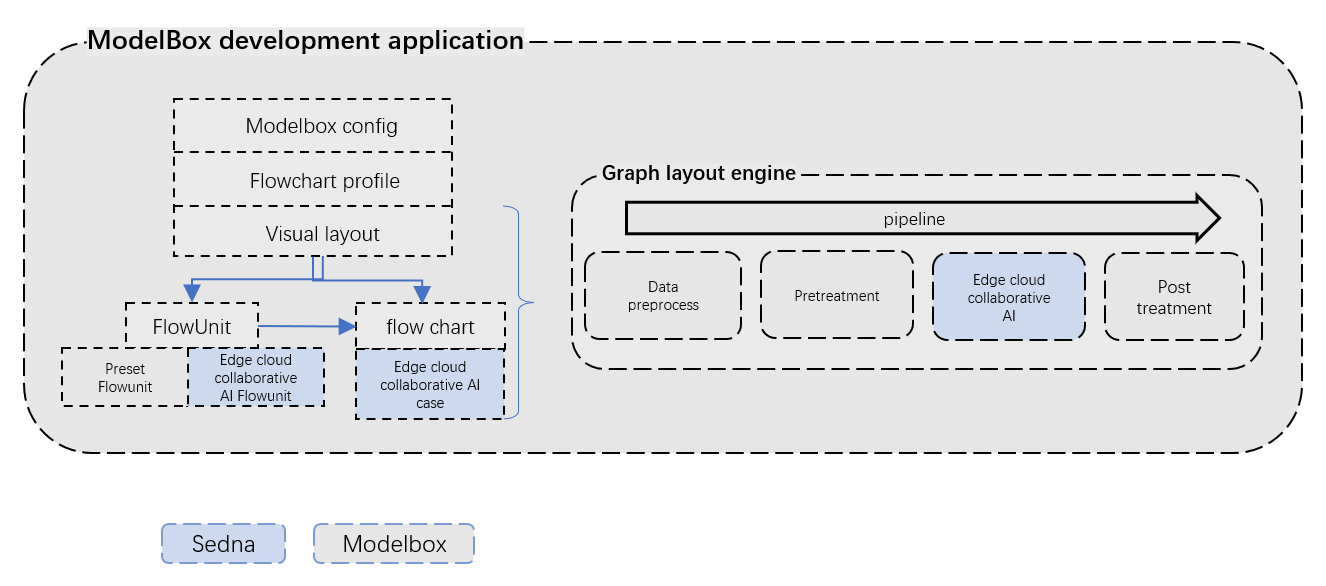 ModelBox development application
Modelbox config
Flowchart profile
Visual layout
FlowUnit
flow chart
Preset
Flowunit
Edge cloud
collaborative
AI Flowunit
Edge cloud
collaborative AI
case
Graph layout engine
pipeline
Data
preprocess
Pretreatment
Edge cloud
collaborative
AI
Post
treatment
Sedna
Modelbox